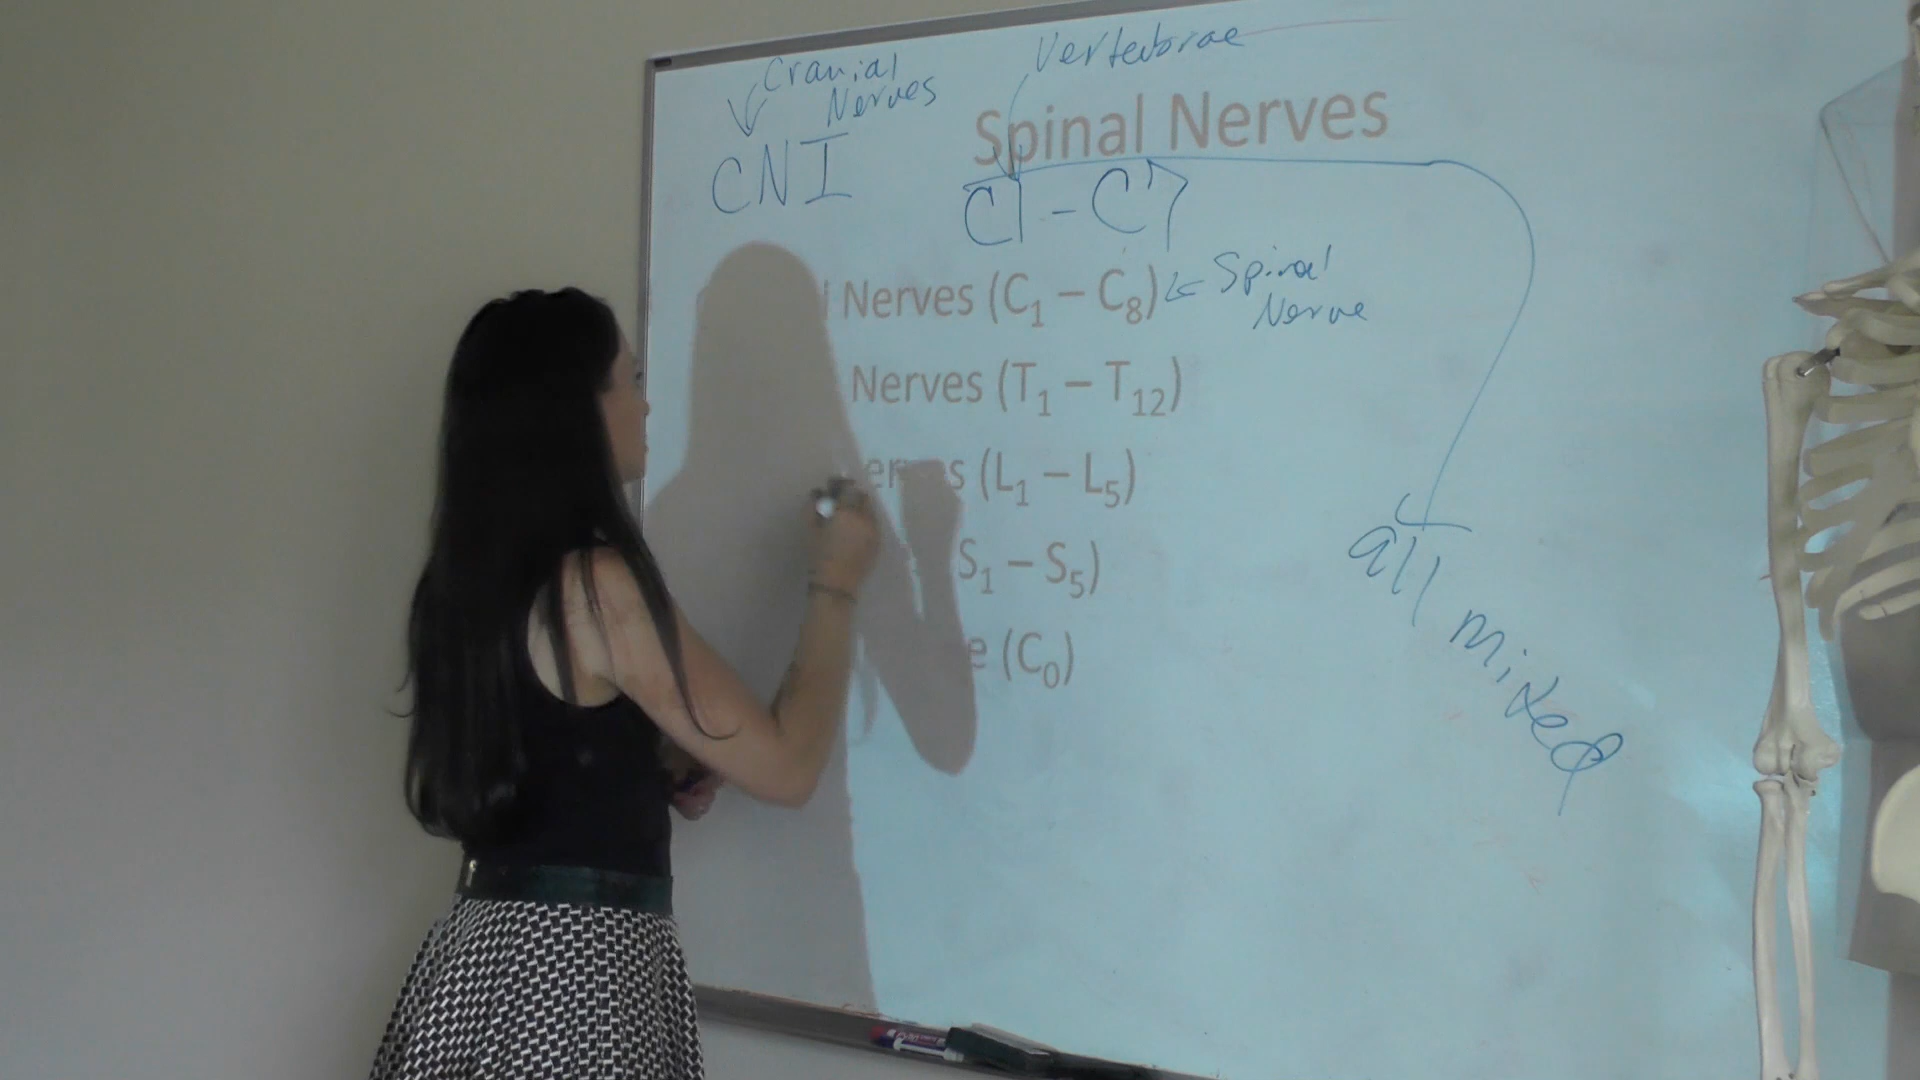 Cranial
Nerves
Vertebrae
CNI
Spinal Nerves
C1 - C7
Nerves (C1 – C8)
Spinal
Nerve
Nerves (T1 – T12)
(L1 – L5)
S1 – S5)
(C0)
all mixed